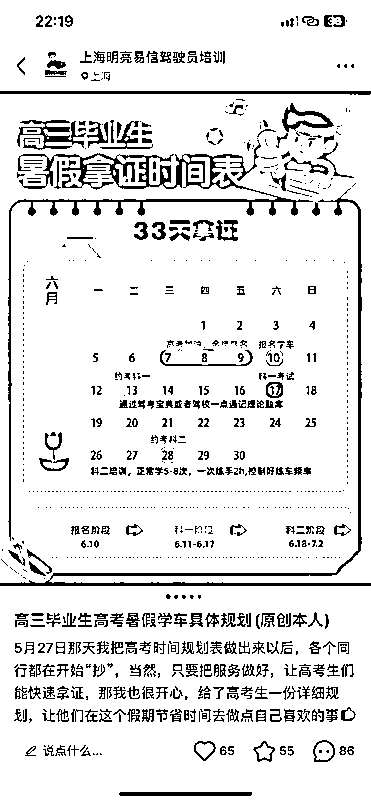 22:19
上海明亮易信驾驶员培训
上海
高三毕业生
暑假拿证时间表
33天拿证
六月
一 二 三 四 五 六 日
1 2 3 4
报名学车
5 6 7 8 9 10 11
约考科一 科一考试
12 13 14 15 16 17 18
通过驾考宝典或者驾校一点通记理论题库
19 20 21 22 23 24 25
约考科二
26 27 28 29 30
科二培训，正常学5-8次，一次练手2h,控制好练车频率
报名阶段 科一阶段 科二阶段
6.10 6.11-6.17 6.18-7.2
高三毕业生高考暑假学车具体规划 (原创本人)
5月27日那天我把高考时间规划表做出来以后，各个同
行都在开始“抄”，当然，只要把服务做好，让高考生们
能快速拿证，那我也很开心，给了高考生一份详细规
划，让他们在这个假期节省时间去做点自己喜欢的事
说点什么... 65 55 86